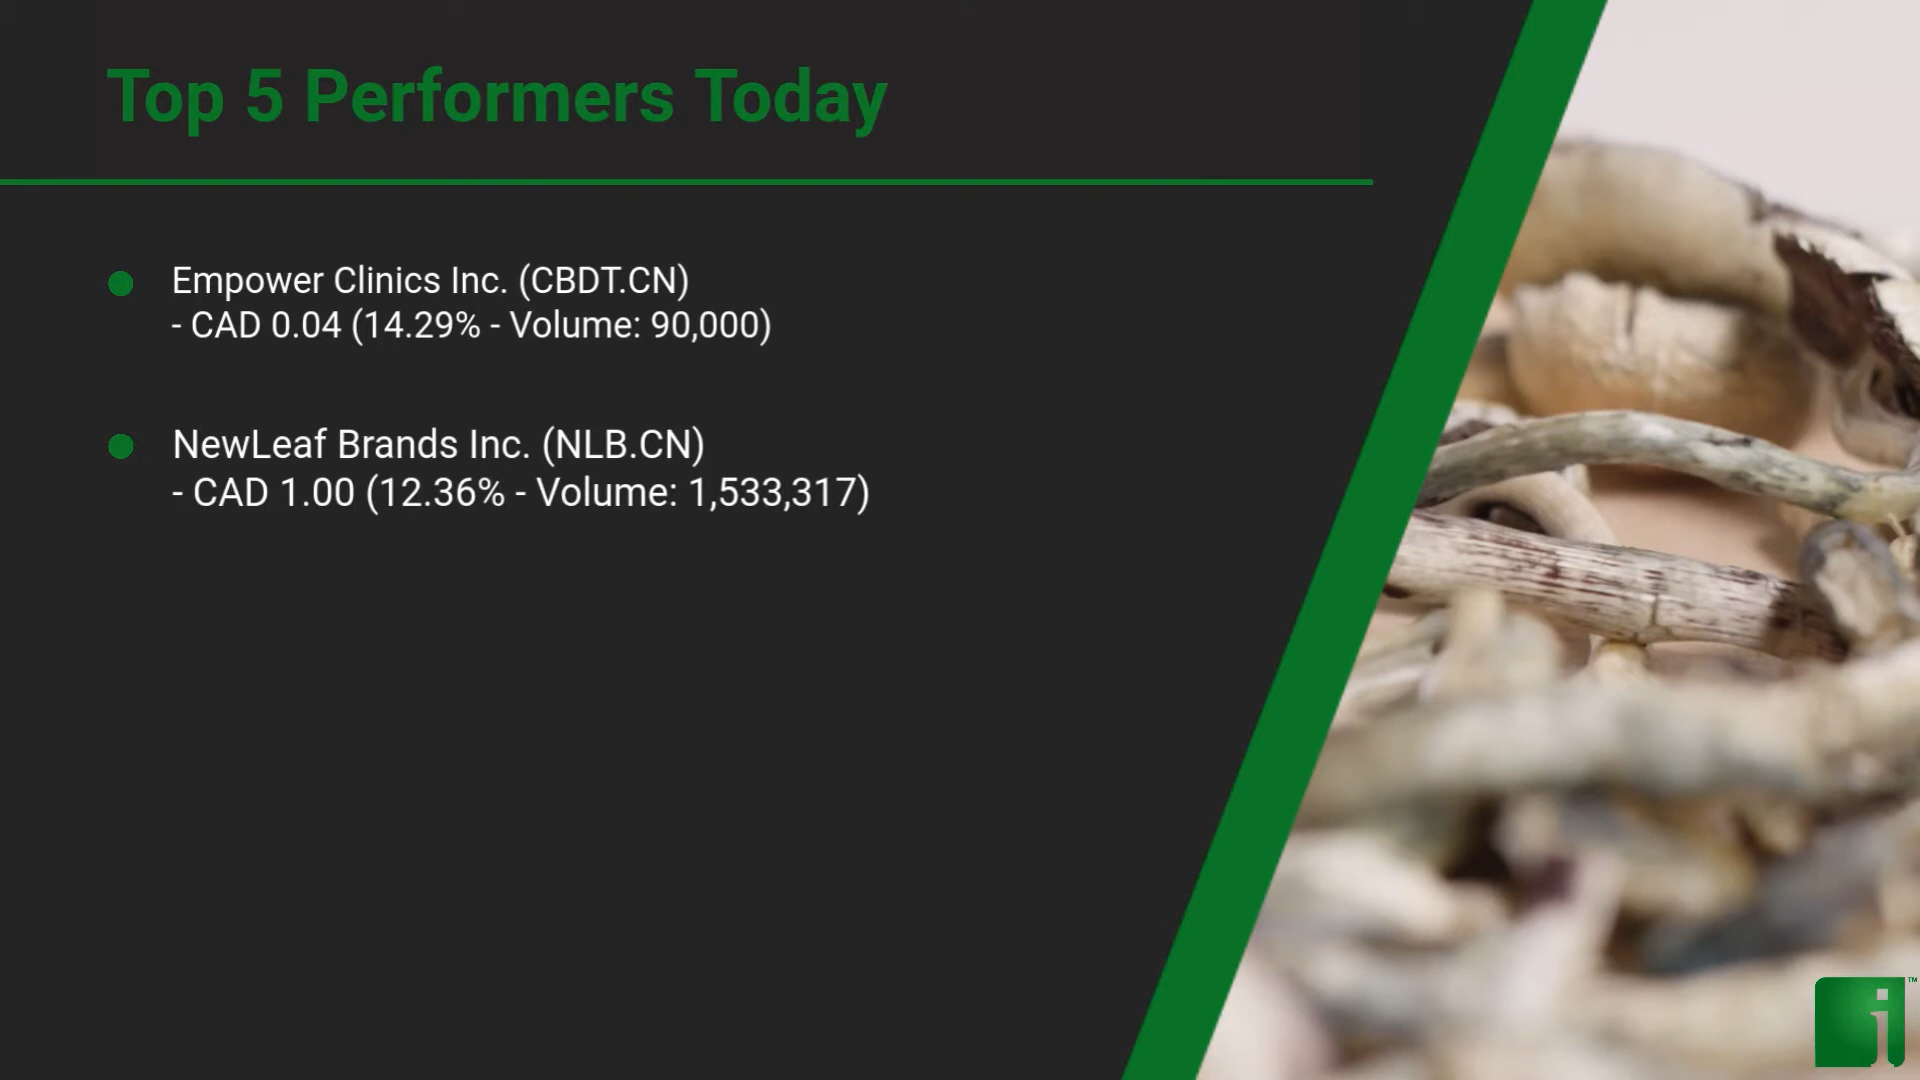 Top 5 Performers Today
Empower Clinics Inc. (CBDT.CN)
- CAD 0.04 (14.29% - Volume: 90,000)
NewLeaf Brands Inc. (NLB.CN)
- CAD 1.00 (12.36% - Volume: 1,533,317)
i ™